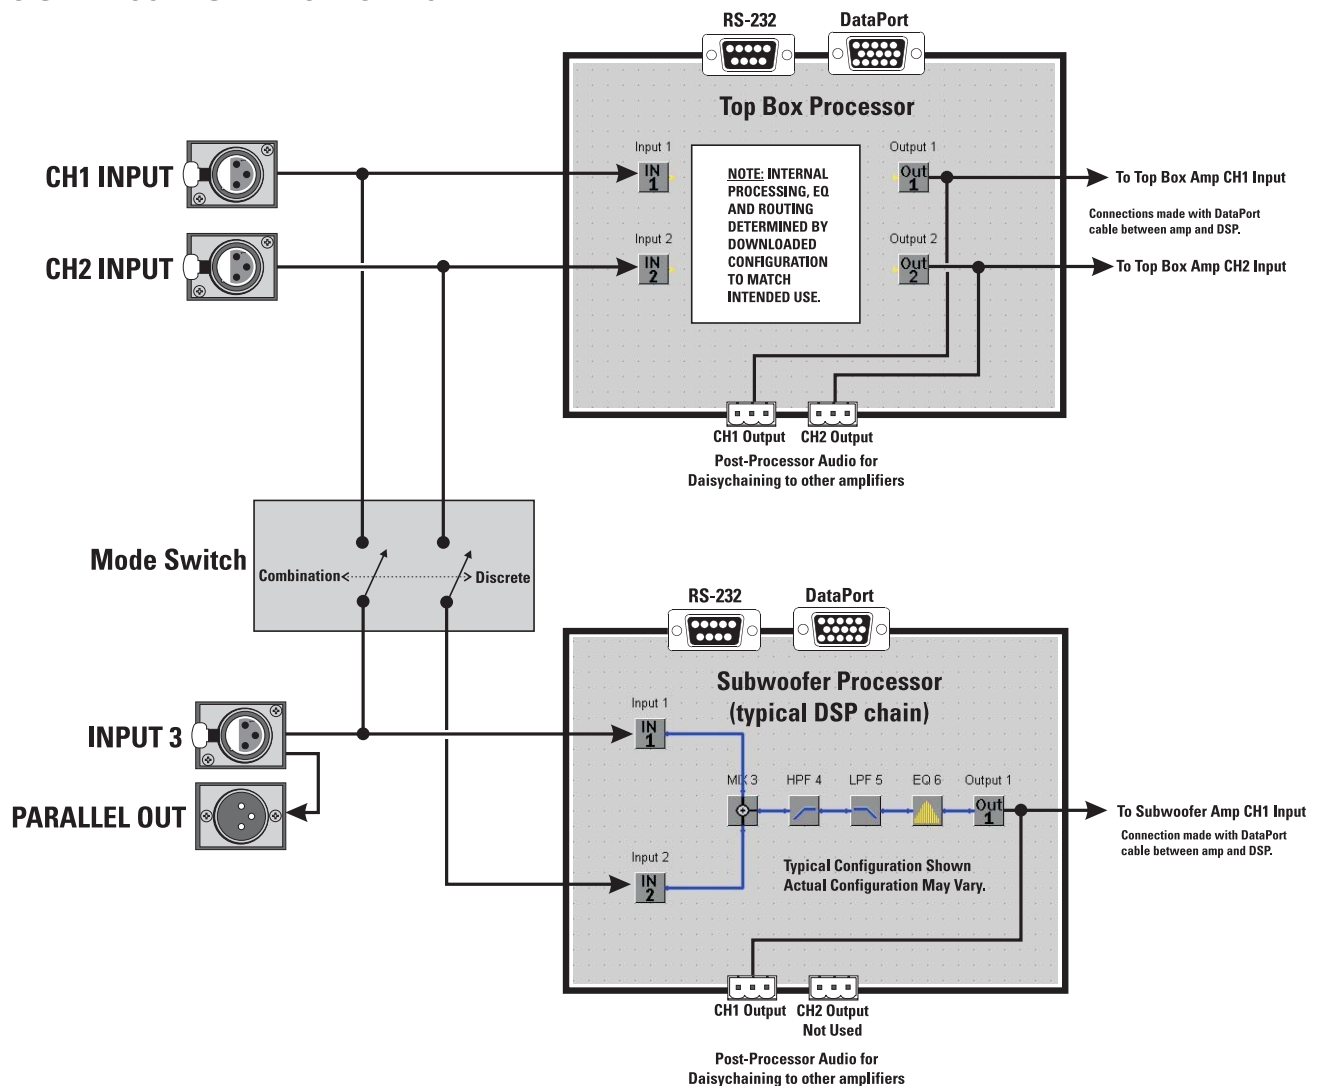 RS-232
DataPort
Top Box Processor
CH1 INPUT
Input 1
IN
1
NOTE: INTERNAL
PROCESSING, EQ
AND ROUTING
DETERMINED BY
DOWNLOADED
CONFIGURATION
TO MATCH
INTENDED USE.
Output 1
Out
1
To Top Box Amp CH1 Input
Connections made with DataPort
cable between amp and DSP.
CH2 INPUT
Input 2
IN
2
Output 2
Out
2
To Top Box Amp CH2 Input
CH1 Output
CH2 Output
Post-Processor Audio for
Daisychaining to other amplifiers
Mode Switch
Combination
Discrete
RS-232
DataPort
Subwoofer Processor
(typical DSP chain)
INPUT 3
Input 1
IN
1
MIX 3
HPF 4
LPF 5
EQ 6
Output 1
Out
1
PARALLEL OUT
To Subwoofer Amp CH1 Input
Connection made with DataPort
cable between amp and DSP.
Input 2
IN
2
Typical Configuration Shown
Actual Configuration May Vary.
CH1 Output
CH2 Output
Not Used
Post-Processor Audio for
Daisychaining to other amplifiers